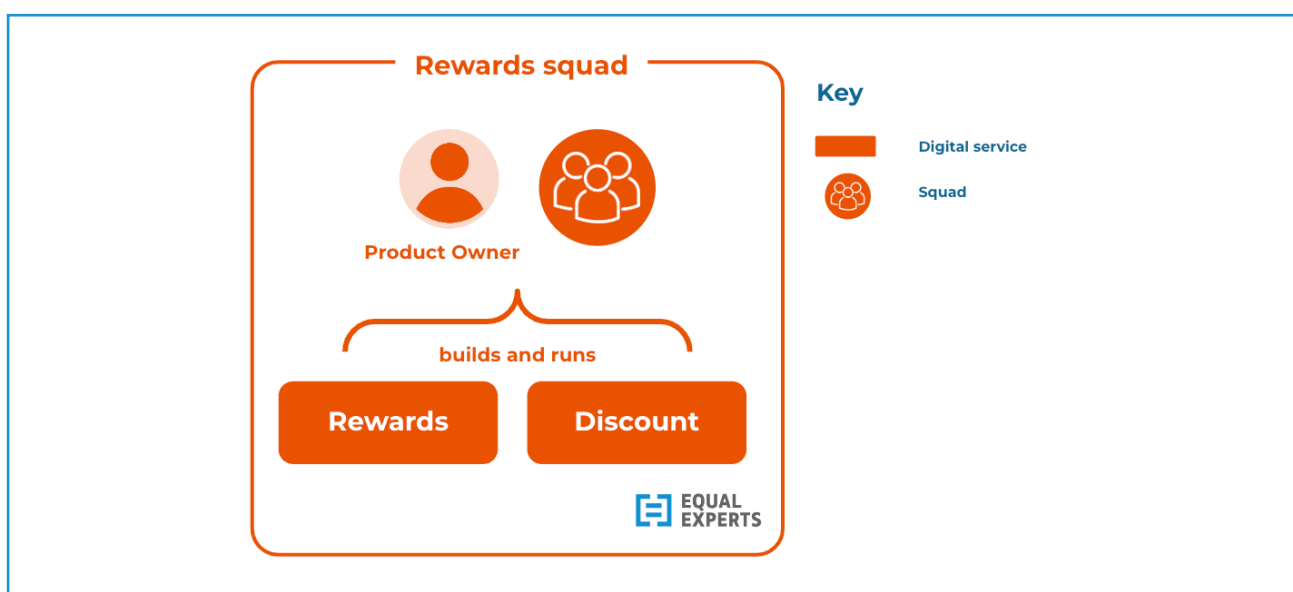 Rewards squad
Key
Digital service
Squad
Product Owner
builds and runs
Rewards
Discount
EQUAL
EXPERTS